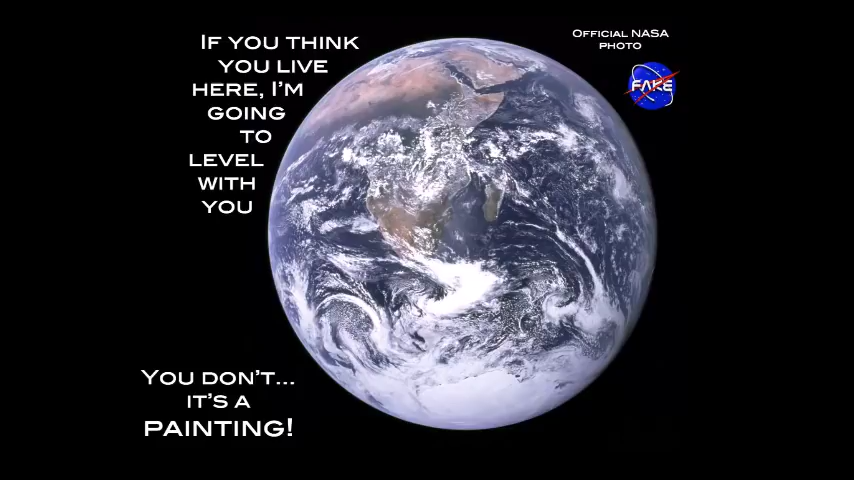 IF YOU THINK
YOU LIVE
HERE, I'M
GOING
TO
LEVEL
WITH
YOU
OFFICIAL NASA
PHOTO
FAKE
YOU DON'T...
IT'S A
PAINTING!